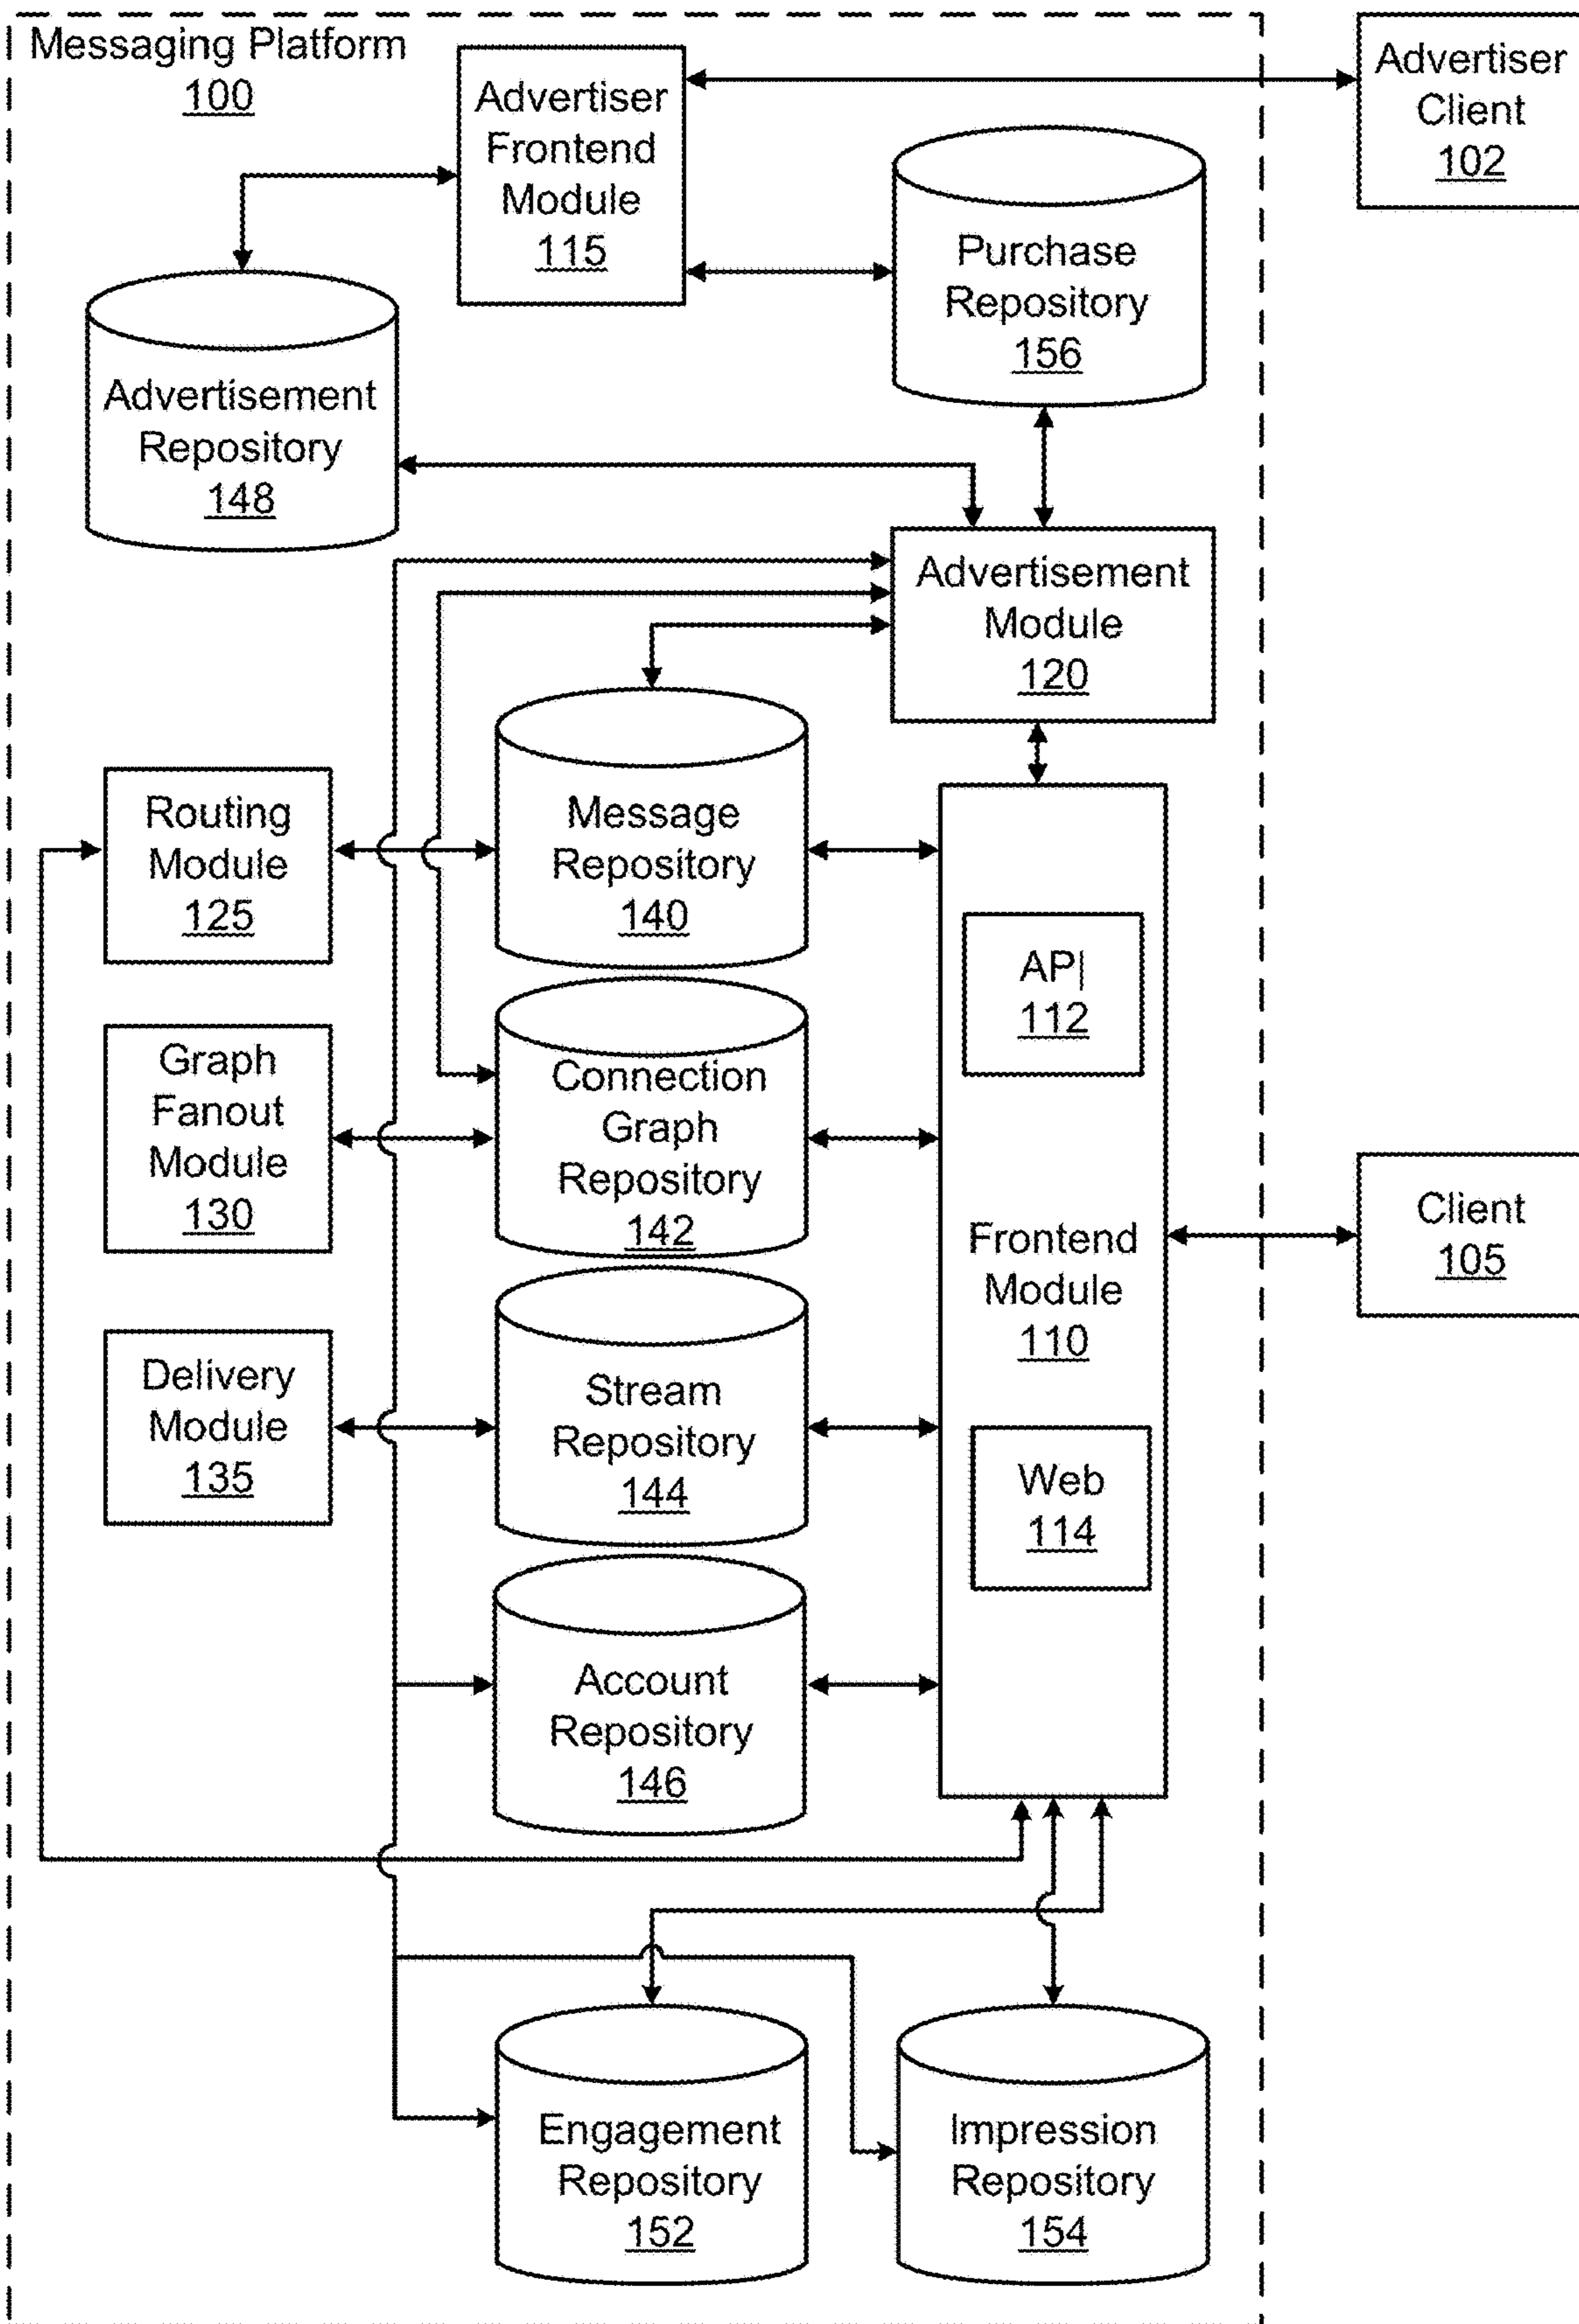 Messaging Platform
100
Advertiser
Frontend
Module
115
Advertiser
Client
102
Purchase
Repository
156
Advertisement
Repository
148
Advertisement
Module
120
Routing
Module
125
Message
Repository
140
API
112
Graph
Fanout
Module
130
Connection
Graph
Repository
142
Frontend
Module
110
Client
105
Delivery
Module
135
Stream
Repository
144
Web
114
Account
Repository
146
Engagement
Repository
152
Impression
Repository
154